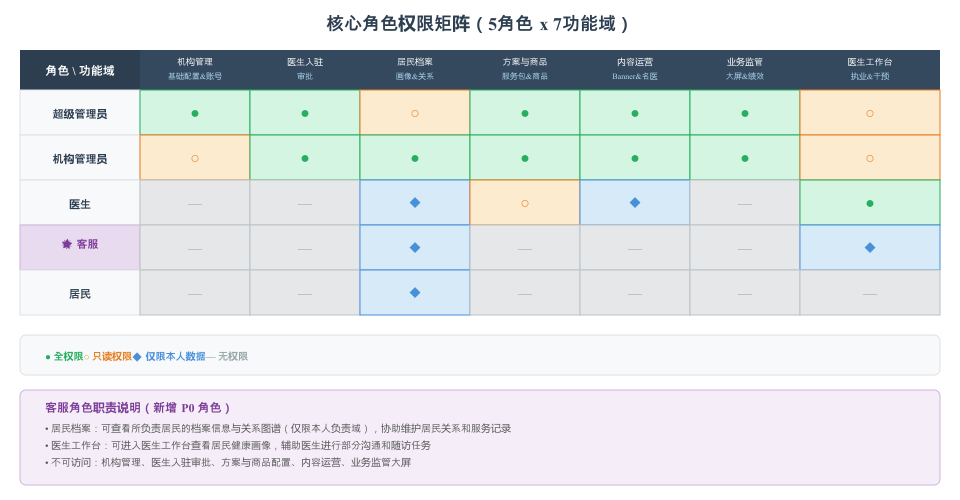 核心角色权限矩阵（5角色 x 7功能域）
角色 \ 功能域 机构管理 医生入驻 居民档案 方案与商品 内容运营 业务监管 医生工作台
基础配置&账号 审批 画像&关系 服务包&商品 Banner&名医 大屏&绩效 执业&干预
超级管理员 ● ● ○ ● ● ● ○
机构管理员 ○ ● ● ● ● ● ○
医生 — — ◆ ○ ◆ — ●
★ 客服 — — ◆ — — — ◆
居民 — — ◆ — — — —
● 全权限○ 只读权限◆ 仅限本人数据— 无权限
客服角色职责说明（新增 P0 角色）
• 居民档案：可查看所负责居民的档案信息与关系图谱（仅限本人负责域），协助维护居民关系和服务记录
• 医生工作台：可进入医生工作台查看居民健康画像，辅助医生进行部分沟通和随访任务
• 不可访问：机构管理、医生入驻审批、方案与商品配置、内容运营、业务监管大屏